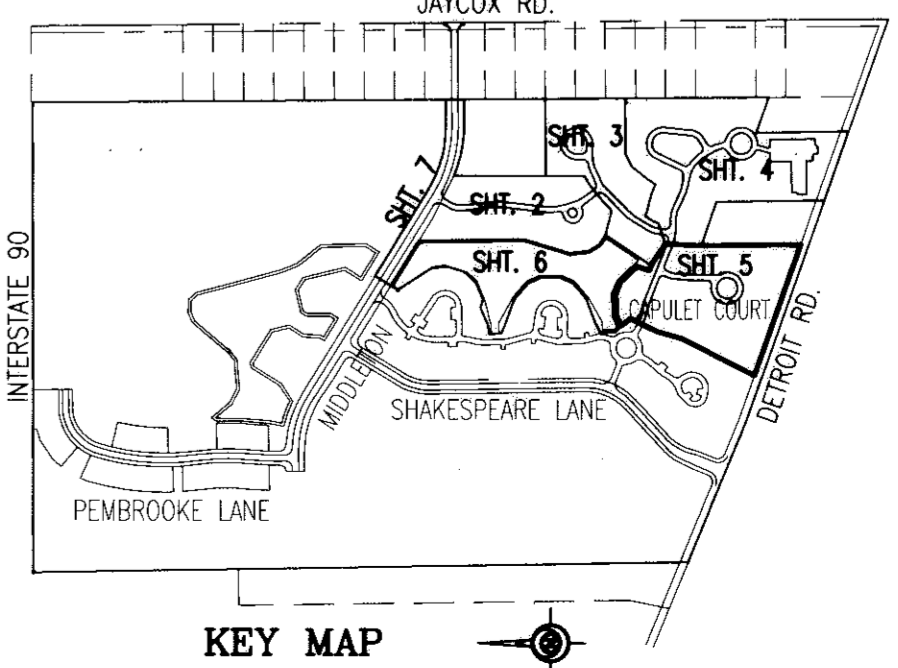 JAYCOX RD.
SHT. 3
SHT. 4
SHT. 7
SHT. 2
INTERSTATE 90
SHT. 6
SHT. 5
CAPULET COURT
DETROIT RD.
MIDDLETON
SHAKESPEARE LANE
PEMBROOKE LANE
KEY MAP